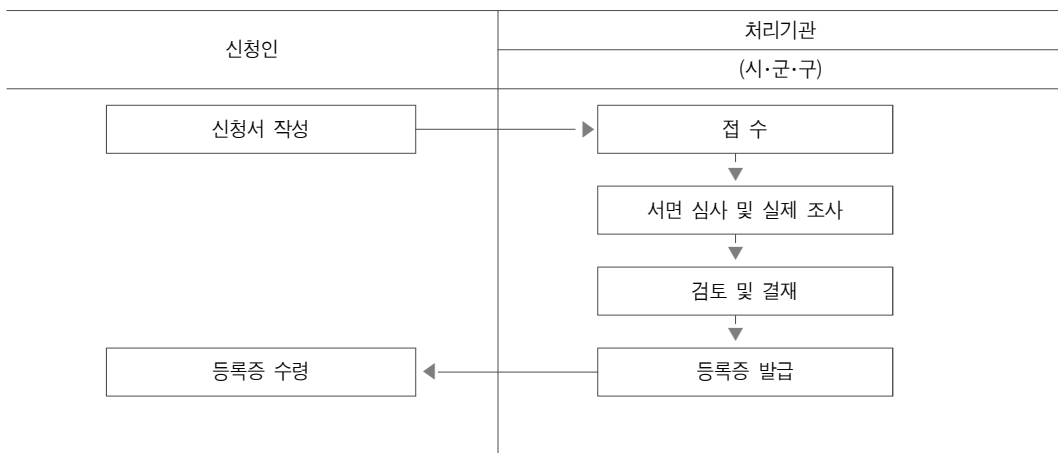 신청인
처리기관
(시·군·구)
신청서 작성
접 수
서면 심사 및 실제 조사
검토 및 결재
등록증 수령
등록증 발급